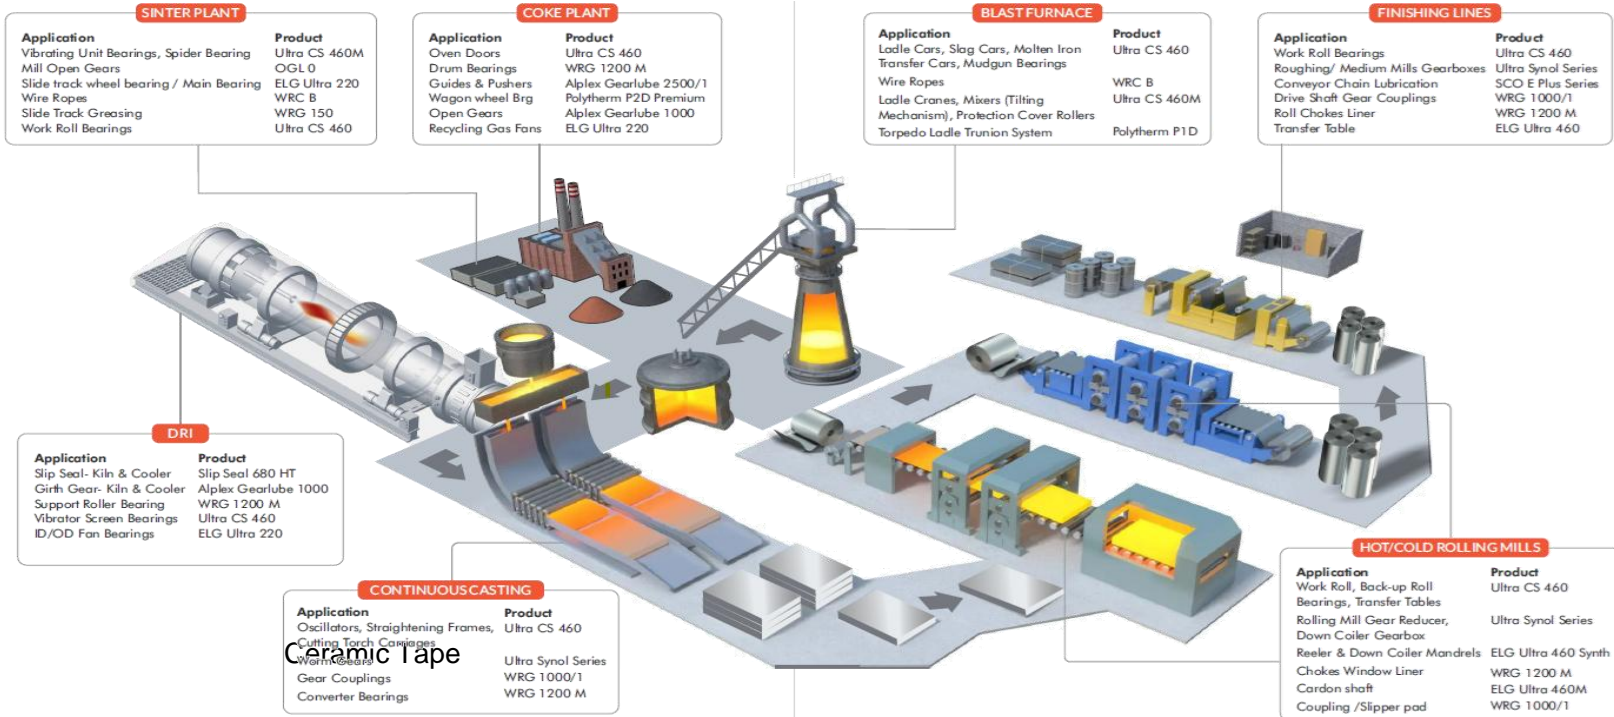 SINTER PLANT
Application Product
Vibrating Unit Bearings, Spider Bearing Ultra CS 460M
Mill Open Gears OGL 0
Slide track wheel bearing / Main Bearing ELG Ultra 220
Wire Ropes WRC B
Slide Track Greasing WRG 150
Work Roll Bearings Ultra CS 460
COKE PLANT
Application Product
Oven Doors Ultra CS 460
Drum Bearings WRG 1200 M
Guides & Pushers Alplex Gearlube 2500/1
Wagon wheel Brg Polytherm P2D Premium
Open Gears Alplex Gearlube 1000
Recycling Gas Fans ELG Ultra 220
BLAST FURNACE
Application Product
Ladle Cars, Slag Cars, Molten Iron Ultra CS 460
Transfer Cars, Mudgun Bearings
Wire Ropes WRC B
Ladle Cranes, Mixers (Tilting Ultra CS 460M
Mechanism), Protection Cover Rollers
Torpedo Ladle Trunion System Polytherm P1D
FINISHING LINES
Application Product
Work Roll Bearings Ultra CS 460
Roughing/ Medium Mills Gearboxes Ultra Synol Series
Conveyor Chain Lubrication SCO E Plus Series
Drive Shaft Gear Couplings WRG 1000/1
Roll Chokes Liner WRG 1200 M
Transfer Table ELG Ultra 460
DRI
Application Product
Slip Seal- Kiln & Cooler Slip Seal 680 HT
Girth Gear- Kiln & Cooler Alplex Gearlube 1000
Support Roller Bearing WRG 1200 M
Vibrator Screen Bearings Ultra CS 460
ID/OD Fan Bearings ELG Ultra 220
CONTINUOUS CASTING
Application Product
Oscillators, Straightening Frames, Ultra CS 460
Cutting Torch Carriages
Ceramic Tape
Worm Gears Ultra Synol Series
Gear Couplings WRG 1000/1
Converter Bearings WRG 1200 M
HOT/COLD ROLLING MILLS
Application Product
Work Roll, Back-up Roll Ultra CS 460
Bearings, Transfer Tables
Rolling Mill Gear Reducer, Ultra Synol Series
Down Coiler Gearbox
Reeler & Down Coiler Mandrels ELG Ultra 460 Synth
Chokes Window Liner WRG 1200 M
Cardon shaft ELG Ultra 460M
Coupling /Slipper pad WRG 1000/1